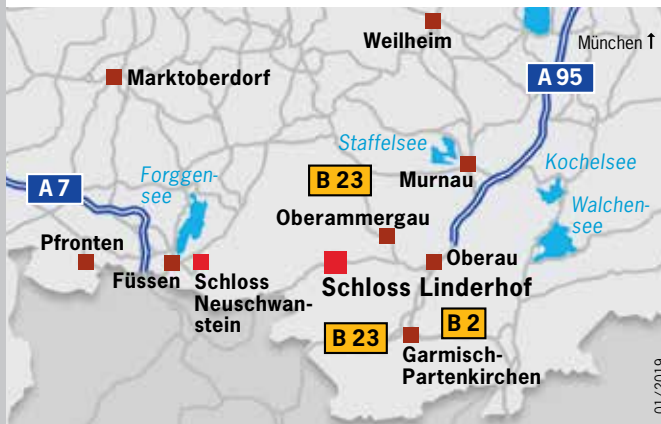 Weilheim
München ↑
Marktoberdorf
A 95
Staffelsee
Forggen-
see
Kochelsee
A 7
B 23
Murnau
Walchen-
see
Oberammergau
Pfronten
Füssen
Schloss
Neuschwan-
stein
Oberau
Schloss Linderhof
B 23
B 2
Garmisch-
Partenkirchen
01/2019